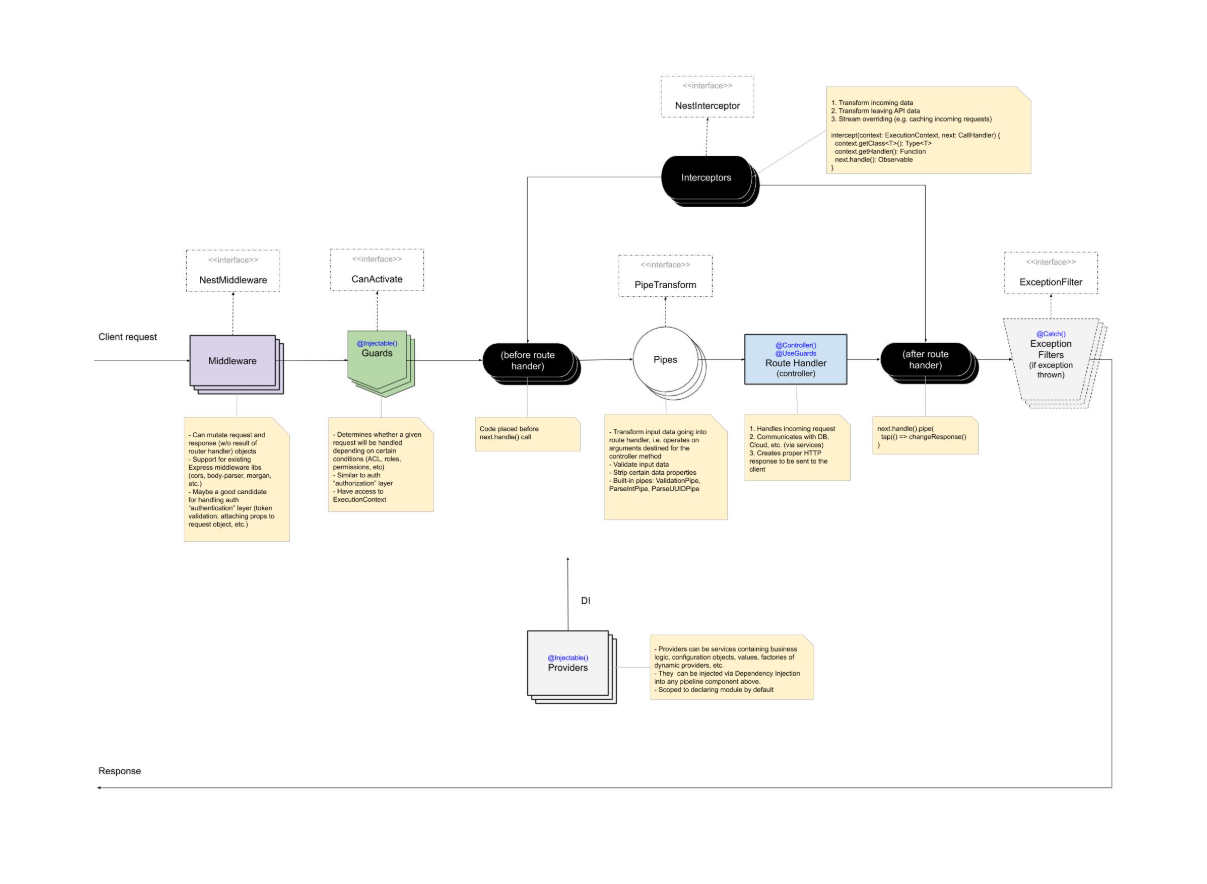 <<interface>>
NestInterceptor
1. Transform incoming data
2. Transform leaving API data
3. Stream overriding (e.g. caching incoming requests)
intercept(context: ExecutionContext, next: CallHandler) {
context.getClass<T>(): Type<T>
context.getHandler(): Function
next.handle(): Observable
}
Interceptors
<<interface>>
NestMiddleware
<<interface>>
CanActivate
<<interface>>
PipeTransform
<<interface>>
ExceptionFilter
Client request
Middleware
@Injectable()
Guards
(before route
hander)
Pipes
@Controller()
@UseGuards
Route Handler
(controller)
(after route
hander)
@Catch()
Exception
Filters
(if exception
thrown)
- Can mutate request and
response (w/o result of
router handler) objects
- Support for existing
Express middleware libs
(cors, body-parser, morgan,
etc.)
- Maybe a good candidate
for handling auth
“authentication” layer (token
validation, attaching props to
request object, etc.)
- Determines whether a given
request will be handled
depending on certain
conditions (ACL, roles,
permissions, etc)
- Similar to auth
“authorization” layer
- Have access to
ExecutionContext
Code placed before
next.handle() call
- Transform input data going into
route handler, i.e. operates on
arguments destined for the
controller method
- Validate input data
- Strip certain data properties
- Built-in pipes: ValidationPipe,
ParseIntPipe, ParseUUIDPipe
1. Handles incoming request
2. Communicates with DB,
Cloud, etc. (via services)
3. Creates proper HTTP
response to be sent to the
client
next.handle().pipe(
tap(() => changeResponse()
)
DI
@Injectable()
Providers
- Providers can be services containing business
logic, configuration objects, values, factories of
dynamic providers, etc.
- They can be injected via Dependency Injection
into any pipeline component above.
- Scoped to declaring module by default
Response